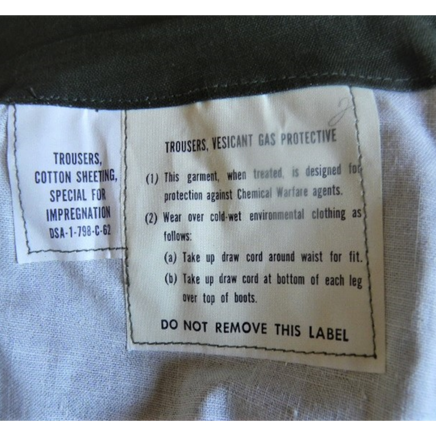 TROUSERS,
COTTON SHEETING,
SPECIAL FOR
IMPREGNATION
DSA-1-798-C-62
TROUSERS, VESICANT GAS PROTECTIVE
(1) This garment, when treated, is designed for
protection against Chemical Warfare agents.
(2) Wear over cold-wet environmental clothing as
follows:
(a) Take up draw cord around waist for fit.
(b) Take up draw cord at bottom of each leg
over top of boots.
DO NOT REMOVE THIS LABEL